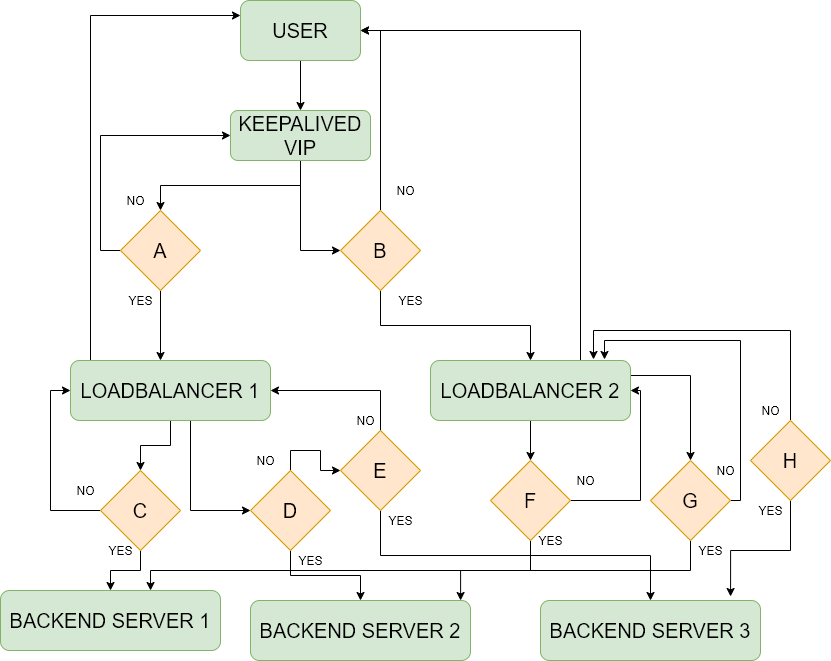 USER
KEEPALIVED
VIP
NO
NO
A
B
YES
YES
LOADBALANCER 1
LOADBALANCER 2
NO
NO
NO
E
H
NO
NO
NO
C
D
F
G
YES
YES
YES
YES
YES
YES
BACKEND SERVER 1
BACKEND SERVER 2
BACKEND SERVER 3